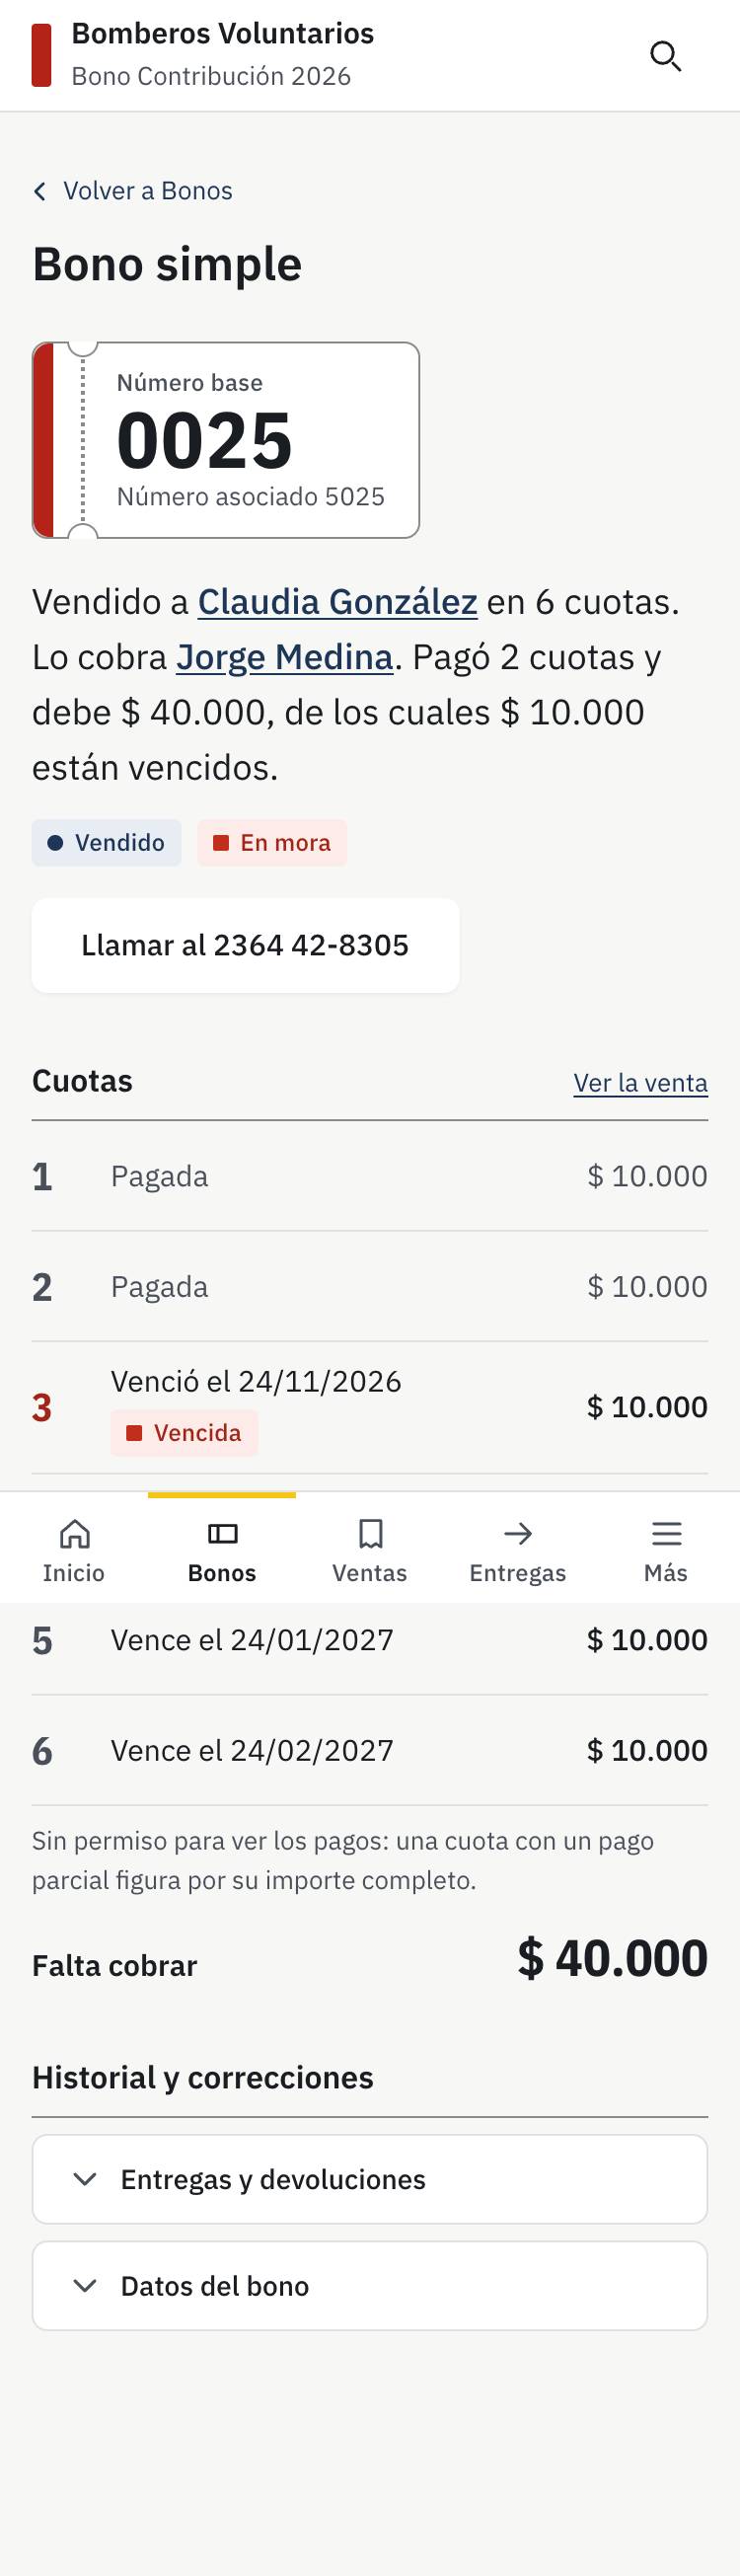 Bomberos Voluntarios
Bono Contribución 2026
Volver a Bonos
Bono simple
Número base
0025
Número asociado 5025
Vendido a Claudia González en 6 cuotas.
Lo cobra Jorge Medina. Pagó 2 cuotas y
debe $ 40.000, de los cuales $ 10.000
están vencidos.
Vendido
En mora
Llamar al 2364 42-8305
Cuotas
Ver la venta
1 Pagada $ 10.000
2 Pagada $ 10.000
3 Venció el 24/11/2026 $ 10.000
Vencida
Inicio
Bonos
Ventas
Entregas
Más
5 Vence el 24/01/2027 $ 10.000
6 Vence el 24/02/2027 $ 10.000
Sin permiso para ver los pagos: una cuota con un pago
parcial figura por su importe completo.
Falta cobrar $ 40.000
Historial y correcciones
Entregas y devoluciones
Datos del bono